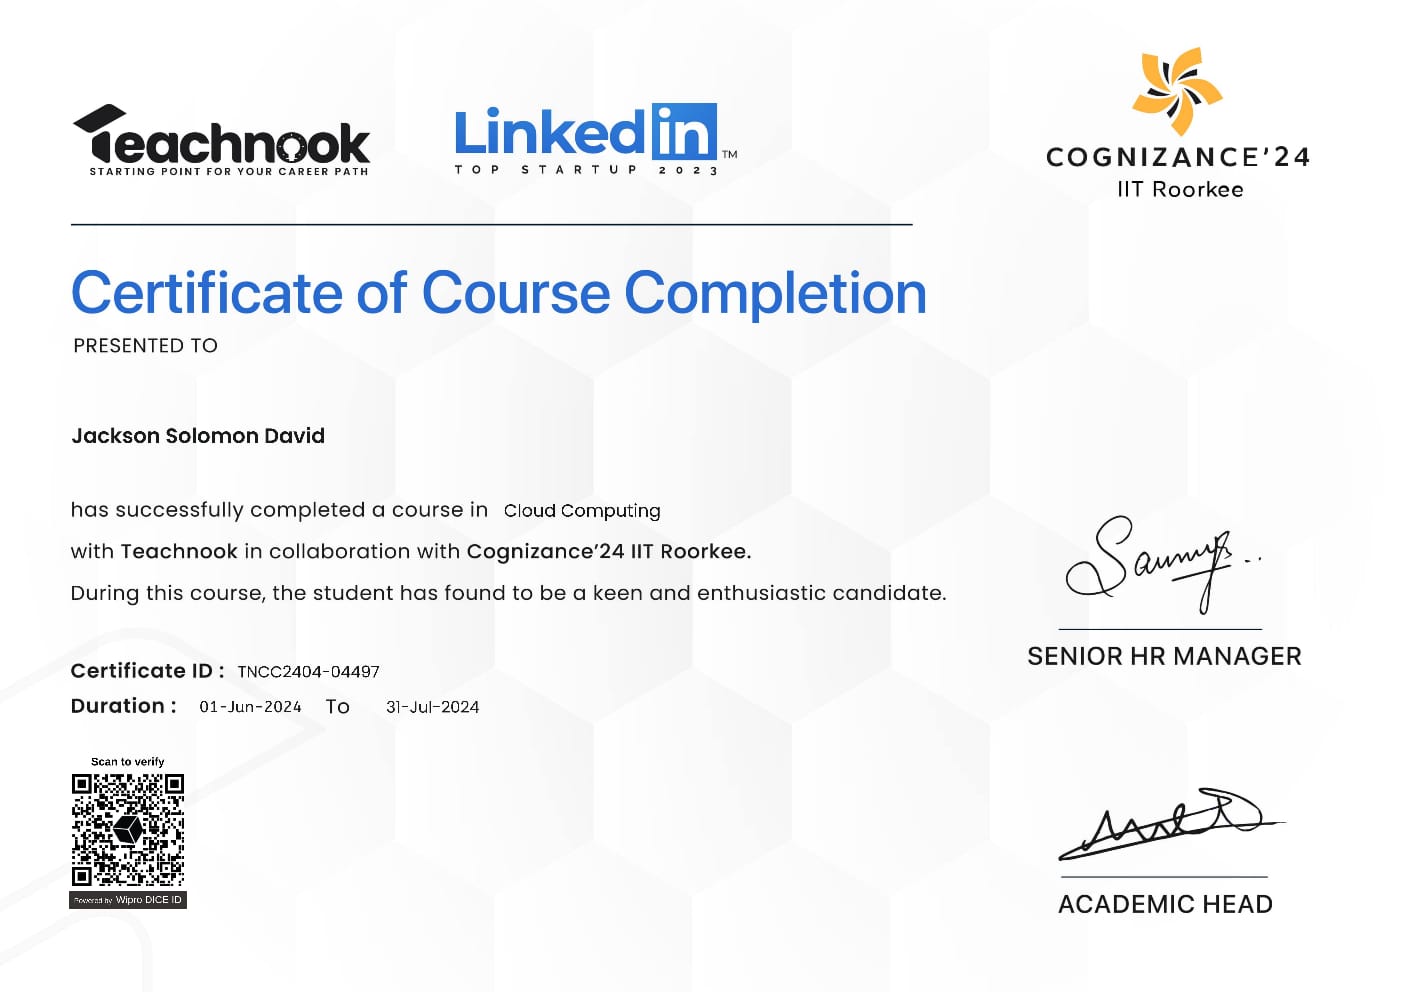 Teachnook
STARTING POINT FOR YOUR CAREER PATH
Linkedin™
TOP STARTUP 2023
COGNIZANCE’24
IIT Roorkee
Certificate of Course Completion
PRESENTED TO
Jackson Solomon David
has successfully completed a course in Cloud Computing
with Teachnook in collaboration with Cognizance’24 IIT Roorkee.
During this course, the student has found to be a keen and enthusiastic candidate.
Certificate ID : TNCC2404-04497
Duration : 01-Jun-2024 To 31-Jul-2024
Scan to verify
Powered by Wipro DICE ID
SENIOR HR MANAGER
ACADEMIC HEAD